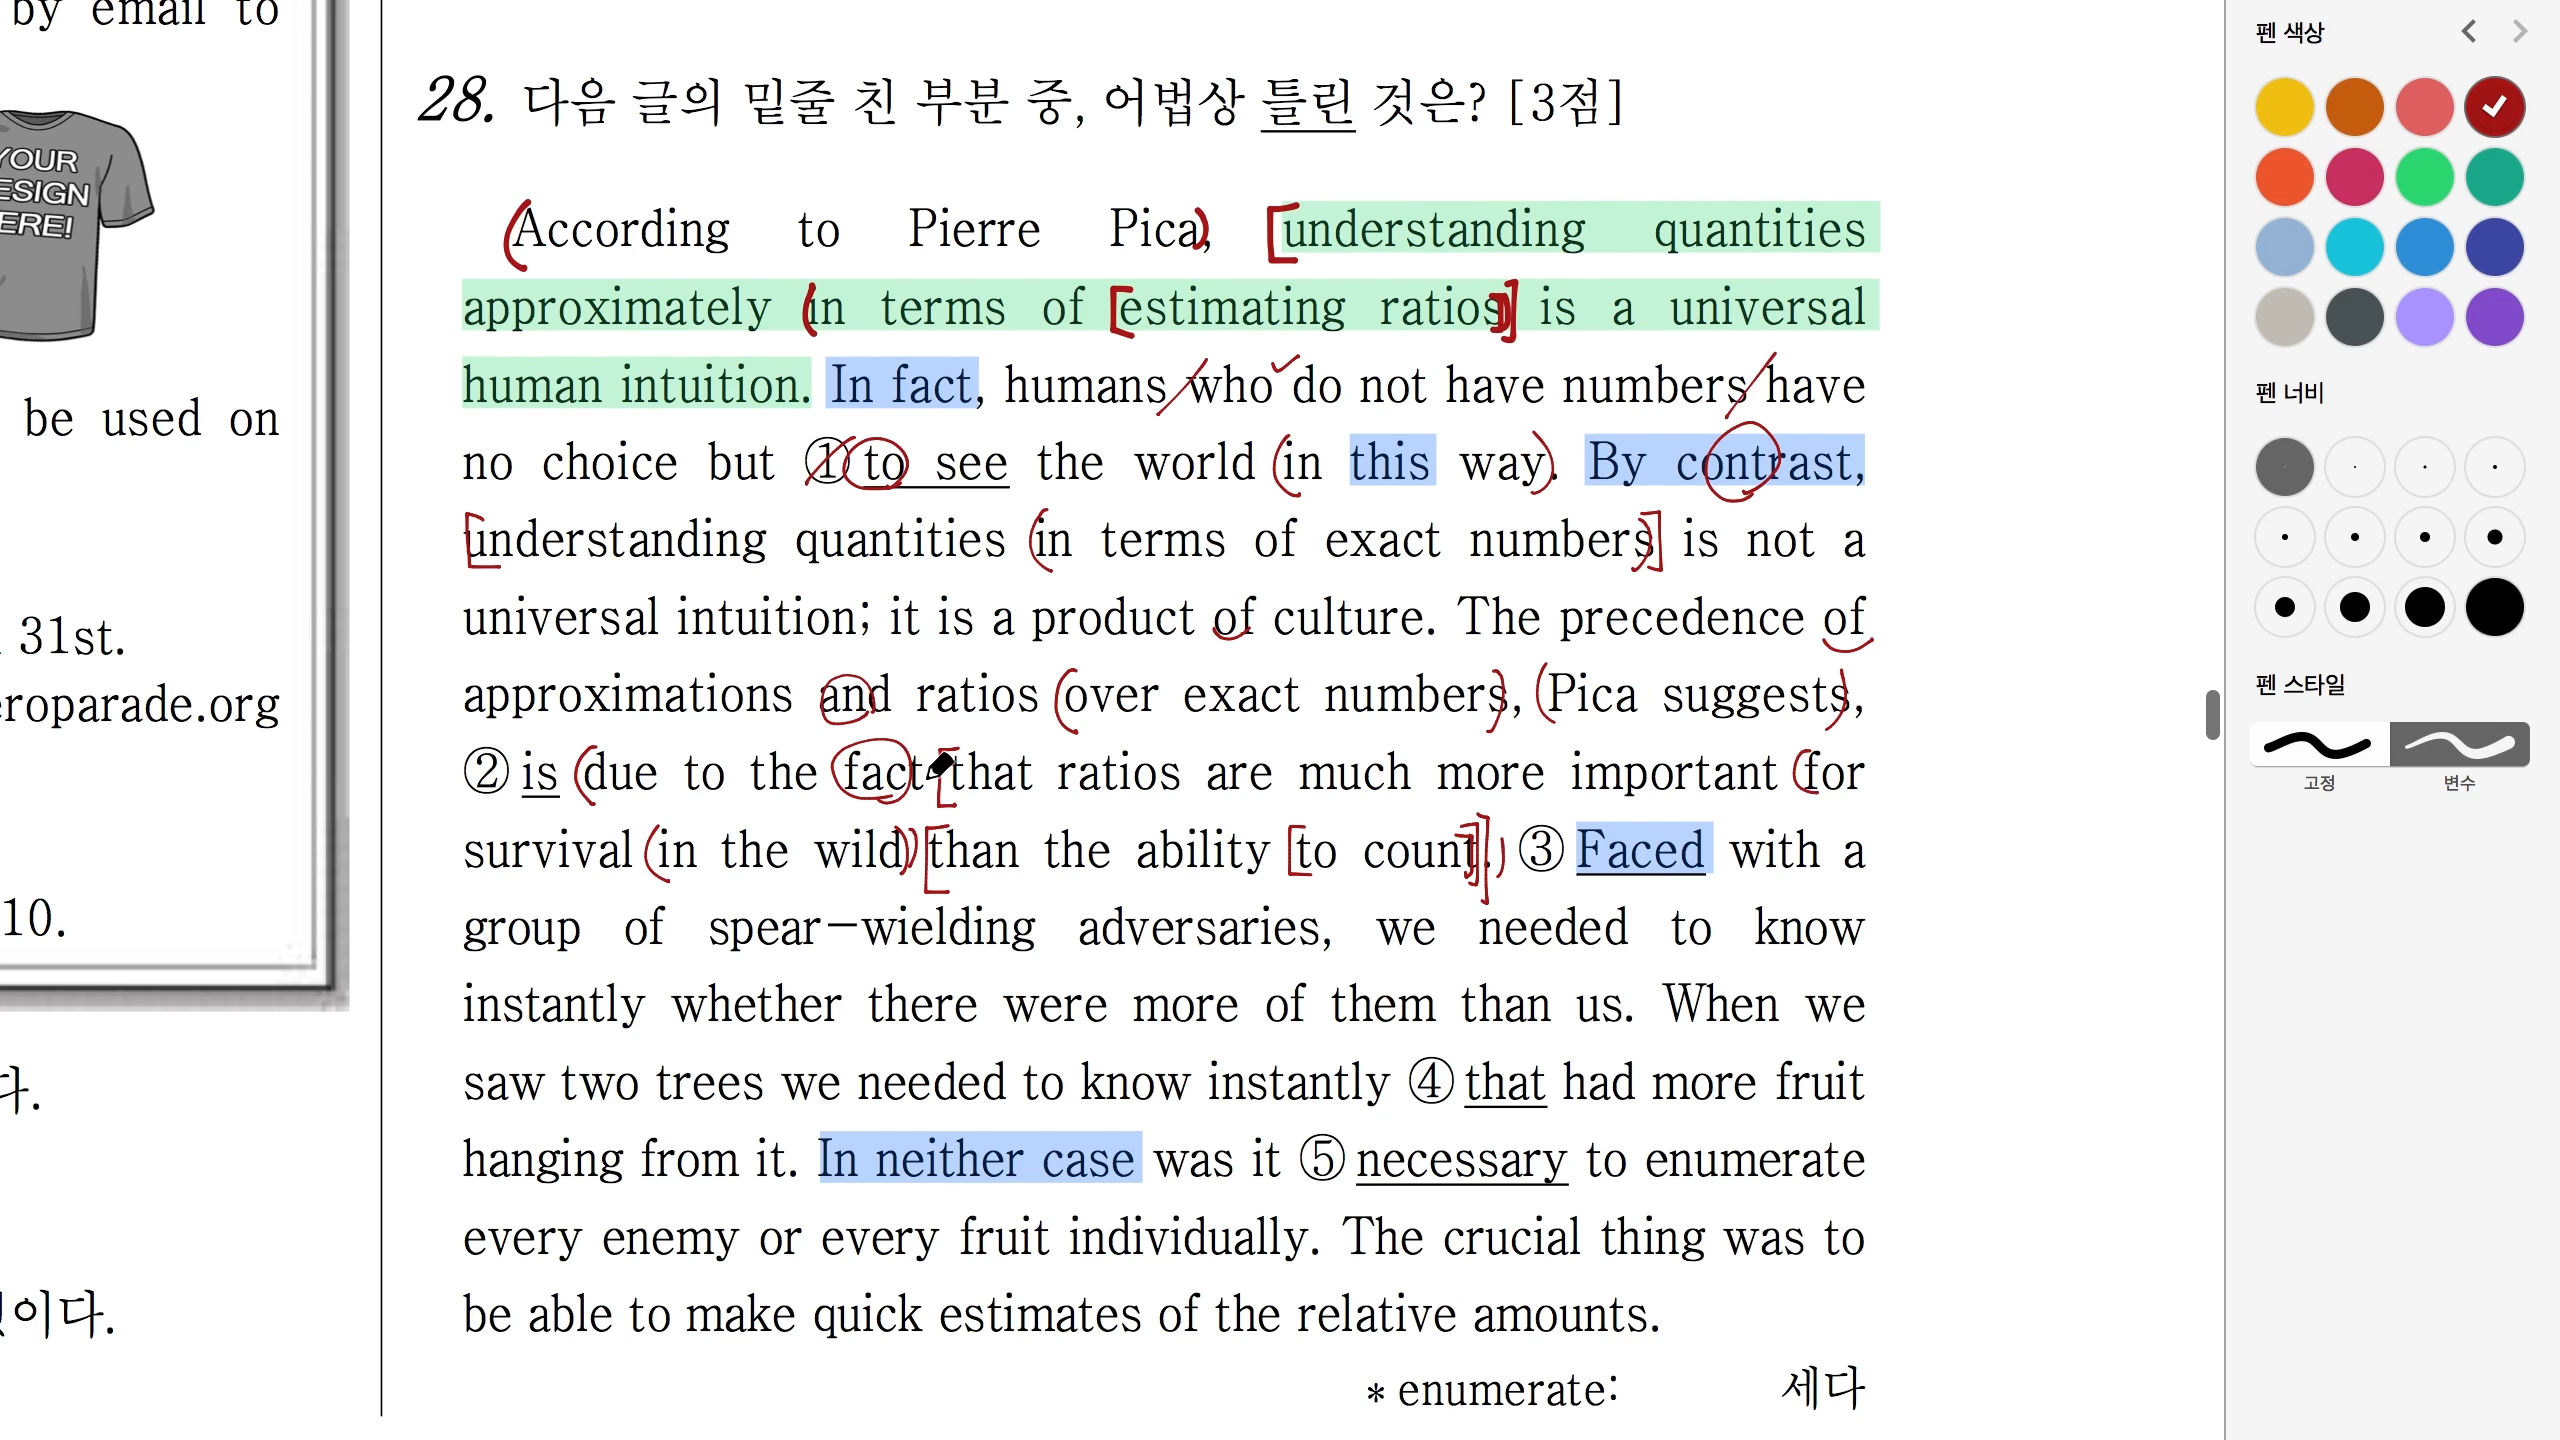 by email to
YOUR
DESIGN
HERE!
be used on
31st.
roparade.org
10.
다.
이다.
28. 다음 글의 밑줄 친 부분 중, 어법상 틀린 것은? [3점]
According to Pierre Pica, understanding quantities
approximately in terms of estimating ratios is a universal
human intuition. In fact, humans who do not have numbers have
no choice but ① to see the world in this way. By contrast,
understanding quantities in terms of exact numbers is not a
universal intuition; it is a product of culture. The precedence of
approximations and ratios over exact numbers, Pica suggests,
② is due to the fact that ratios are much more important for
survival in the wild than the ability to count. ③ Faced with a
group of spear-wielding adversaries, we needed to know
instantly whether there were more of them than us. When we
saw two trees we needed to know instantly ④ that had more fruit
hanging from it. In neither case was it ⑤ necessary to enumerate
every enemy or every fruit individually. The crucial thing was to
be able to make quick estimates of the relative amounts.
* enumerate: 세다
펜 색상
펜 너비
펜 스타일
고정 변수